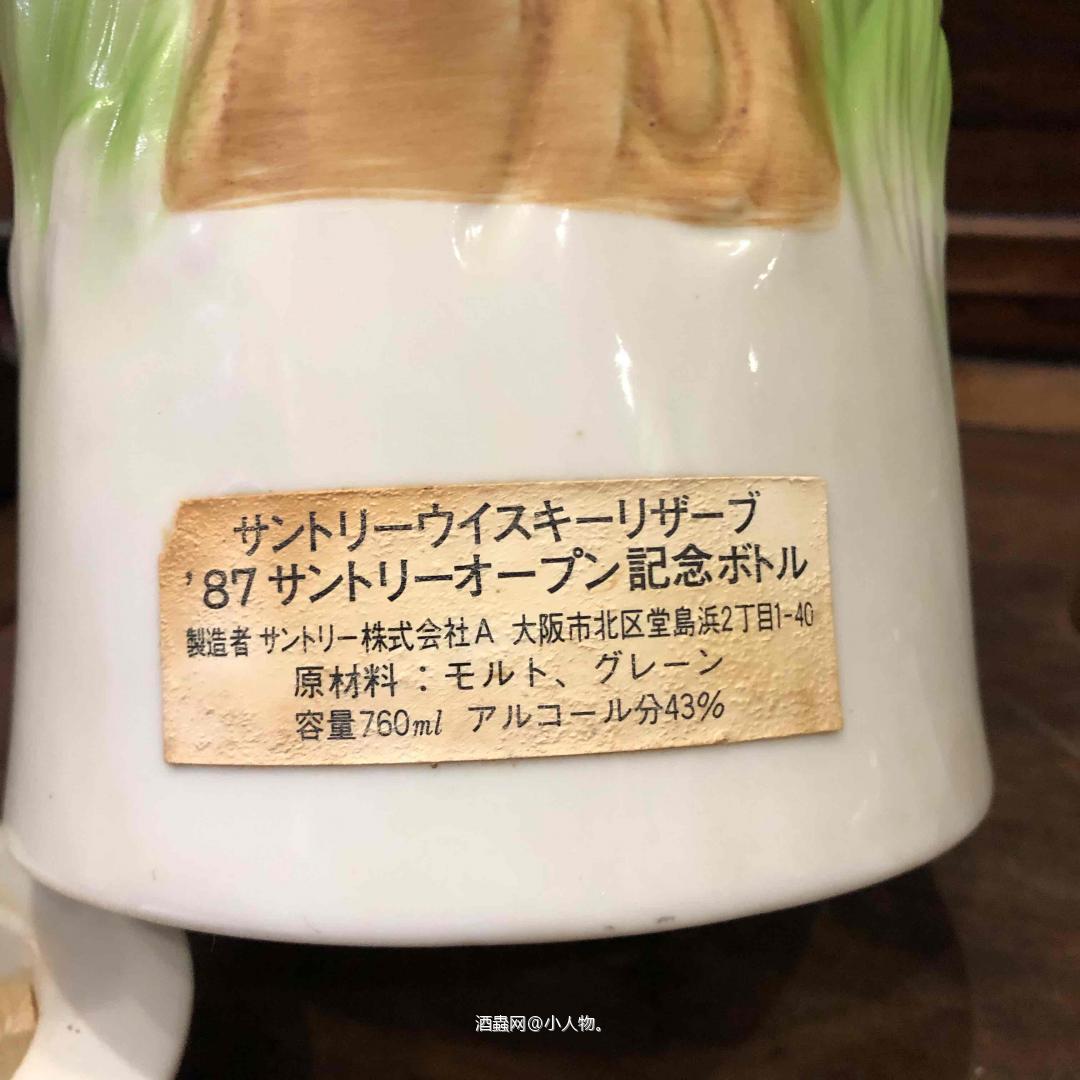 サントリーウイスキーリザーブ
'87サントリーオープン記念ボトル
製造者 サントリー株式会社A 大阪市北区堂島浜2丁目1-40
原材料：モルト、グレーン
容量760ml アルコール分43%
酒蟲网@小人物。